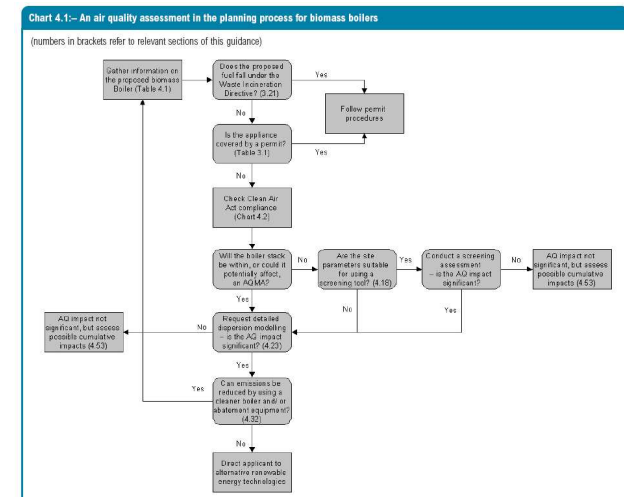 Chart 4.1:– An air quality assessment in the planning process for biomass boilers
(numbers in brackets refer to relevant sections of this guidance)
Gather information on
the proposed biomass
Boiler (Table 4.1)
Does the proposed
fuel fall under the
Waste Incineration
Directive? (3.21)
Yes
Follow permit
procedures
No
Is the appliance
covered by a permit?
(Table 3.1)
Yes
No
Check Clean Air
Act compliance
(Chart 4.2)
Will the boiler stack
be within, or could it
potentially affect,
an AQMA?
No
Are the site
parameters suitable
for using a
screening tool? (4.18)
Yes
Conduct a screening
assessment
– is the AQ impact
significant?
No
AQ impact not
significant, but assess
possible cumulative
impacts (4.53)
Yes
No
Yes
AQ impact not
significant, but assess
possible cumulative
impacts (4.53)
No
Request detailed
dispersion modelling
– is the AQ impact
significant? (4.23)
Yes
Yes
Can emissions be
reduced by using a
cleaner boiler and/ or
abatement equipment?
(4.32)
No
Direct applicant to
alternative renewable
energy technologies